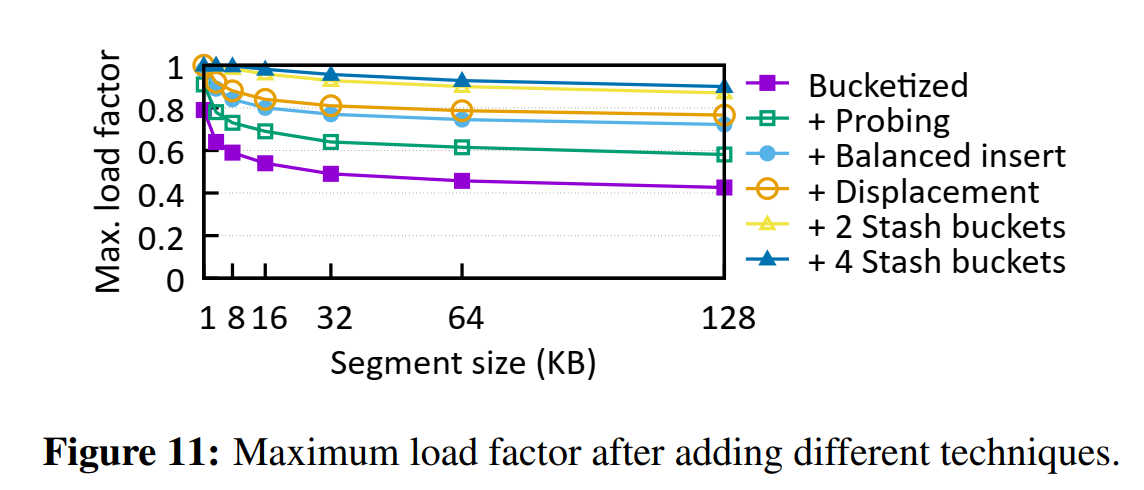 Max. load factor
1
0.8
0.6
0.4
0.2
0
1 8 16 32 64 128
Segment size (KB)
Bucketized
+ Probing
+ Balanced insert
+ Displacement
+ 2 Stash buckets
+ 4 Stash buckets
Figure 11: Maximum load factor after adding different techniques.